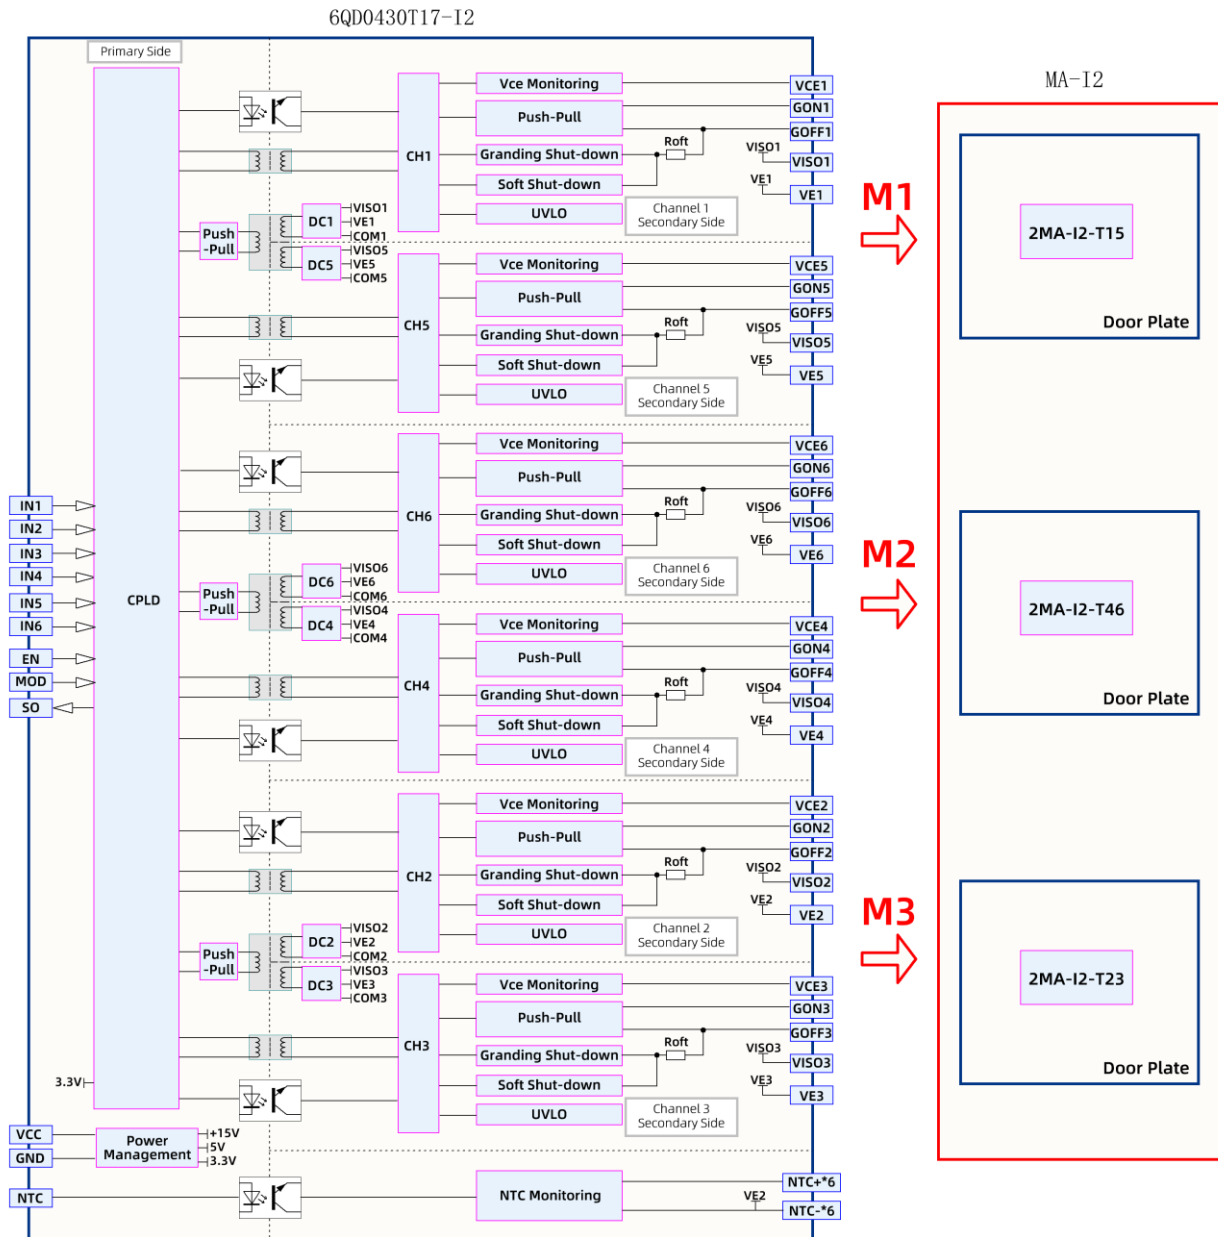 6QD0430T17-I2
MA-I2
Primary Side
CPLD
IN1
IN2
IN3
IN4
IN5
IN6
EN
MOD
SO
3.3V
VCC
GND
Power
Management
+15V
5V
3.3V
NTC
CH1
Vce Monitoring
Push-Pull
Granding Shut-down
Soft Shut-down
UVLO
Roft
Channel 1
Secondary Side
VISO1
VE1
VCE1
GON1
GOFF1
VISO1
VE1
Push
-Pull
DC1
VISO1
VE1
COM1
DC5
VISO5
VE5
COM5
CH5
Vce Monitoring
Push-Pull
Granding Shut-down
Soft Shut-down
UVLO
Roft
Channel 5
Secondary Side
VISO5
VE5
VCE5
GON5
GOFF5
VISO5
VE5
CH6
Vce Monitoring
Push-Pull
Granding Shut-down
Soft Shut-down
UVLO
Roft
Channel 6
Secondary Side
VISO6
VE6
VCE6
GON6
GOFF6
VISO6
VE6
Push
-Pull
DC6
VISO6
VE6
COM6
DC4
VISO4
VE4
COM4
CH4
Vce Monitoring
Push-Pull
Granding Shut-down
Soft Shut-down
UVLO
Roft
Channel 4
Secondary Side
VISO4
VE4
VCE4
GON4
GOFF4
VISO4
VE4
CH2
Vce Monitoring
Push-Pull
Granding Shut-down
Soft Shut-down
UVLO
Roft
Channel 2
Secondary Side
VISO2
VE2
VCE2
GON2
GOFF2
VISO2
VE2
Push
-Pull
DC2
VISO2
VE2
COM2
DC3
VISO3
VE3
COM3
CH3
Vce Monitoring
Push-Pull
Granding Shut-down
Soft Shut-down
UVLO
Roft
Channel 3
Secondary Side
VISO3
VE3
VCE3
GON3
GOFF3
VISO3
VE3
NTC Monitoring
VE2
NTC+*6
NTC-*6
M1
2MA-I2-T15
Door Plate
M2
2MA-I2-T46
Door Plate
M3
2MA-I2-T23
Door Plate